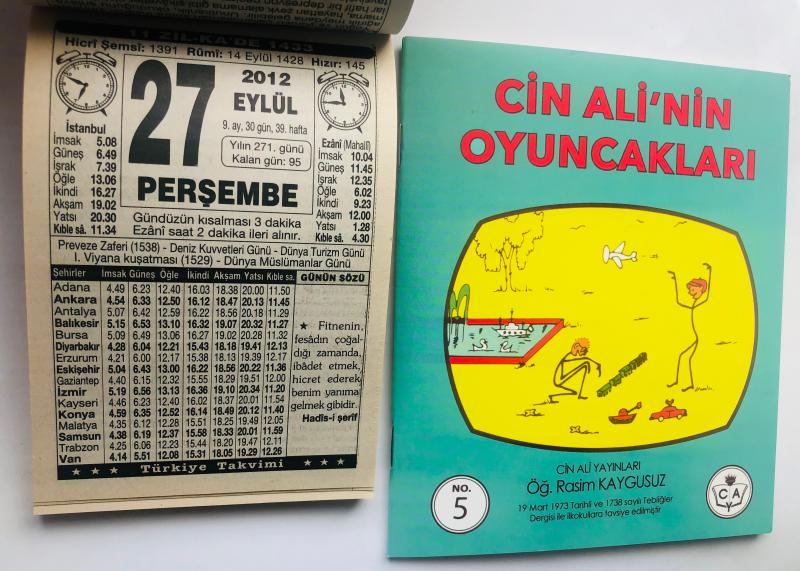 11 ZİL-KA'DE 1433
Hicrî Şemsî: 1391 Rûmî: 14 Eylül 1428 Hızır: 145
27
2012
EYLÜL
9. ay, 30 gün, 39. hafta
Yılın 271. günü
Kalan gün: 95
PERŞEMBE
İstanbul
İmsak 5.08
Güneş 6.49
İşrak 7.39
Öğle 13.06
İkindi 16.27
Akşam 19.02
Yatsı 20.30
Kıble sâ. 11.34
Ezânî (Mahallî)
İmsak 10.04
Güneş 11.45
İşrak 12.35
Öğle 6.02
İkindi 9.23
Akşam 12.00
Yatsı 1.28
Kıble sâ. 4.30
Gündüzün kısalması 3 dakika
Ezânî saat 2 dakika ileri alınır.
Preveze Zaferi (1538) - Deniz Kuvvetleri Günü - Dünya Turizm Günü
I. Viyana kuşatması (1529) - Dünya Müslümanlar Günü
Şehirler İmsak Güneş Öğle İkindi Akşam Yatsı Kıble sa.
Adana 4.49 6.23 12.40 16.03 18.38 20.00 11.50
Ankara 4.54 6.33 12.50 16.12 18.47 20.13 11.45
Antalya 5.07 6.42 12.59 16.22 18.56 20.18 11.29
Balıkesir 5.15 6.53 13.10 16.32 19.07 20.32 11.27
Bursa 5.09 6.49 13.06 16.27 19.02 20.28 11.32
Diyarbakır 4.28 6.04 12.21 15.43 18.18 19.41 12.13
Erzurum 4.21 6.00 12.17 15.38 18.13 19.39 12.17
Eskişehir 5.04 6.43 13.00 16.22 18.56 20.22 11.36
Gaziantep 4.40 6.15 12.32 15.55 18.29 19.51 12.00
İzmir 5.19 6.56 13.13 16.36 19.10 20.34 11.20
Kayseri 4.46 6.23 12.40 16.02 18.37 20.01 11.54
Konya 4.59 6.35 12.52 16.14 18.49 20.12 11.40
Malatya 4.35 6.12 12.28 15.51 18.25 19.49 12.05
Samsun 4.38 6.19 12.37 15.58 18.33 20.01 11.59
Trabzon 4.25 6.06 12.23 15.44 18.20 19.47 12.11
Van 4.14 5.51 12.08 15.31 18.05 19.29 12.26
GÜNÜN SÖZÜ
★ Fitnenin,
fesâdın çoğal-
dığı zamanda,
ibâdet etmek,
hicret ederek
benim yanıma
gelmek gibidir.
Hadîs-i şerîf
★ ★ ★ Türkiye Takvimi ★ ★ ★
CİN ALİ'NİN
OYUNCAKLARI
CİN ALİ YAYINLARI
Öğ. Rasim KAYGUSUZ
19 Mart 1973 Tarihli ve 1738 sayılı Tebliğler
Dergisi ile ilkokullara tavsiye edilmiştir
NO.
5
C A